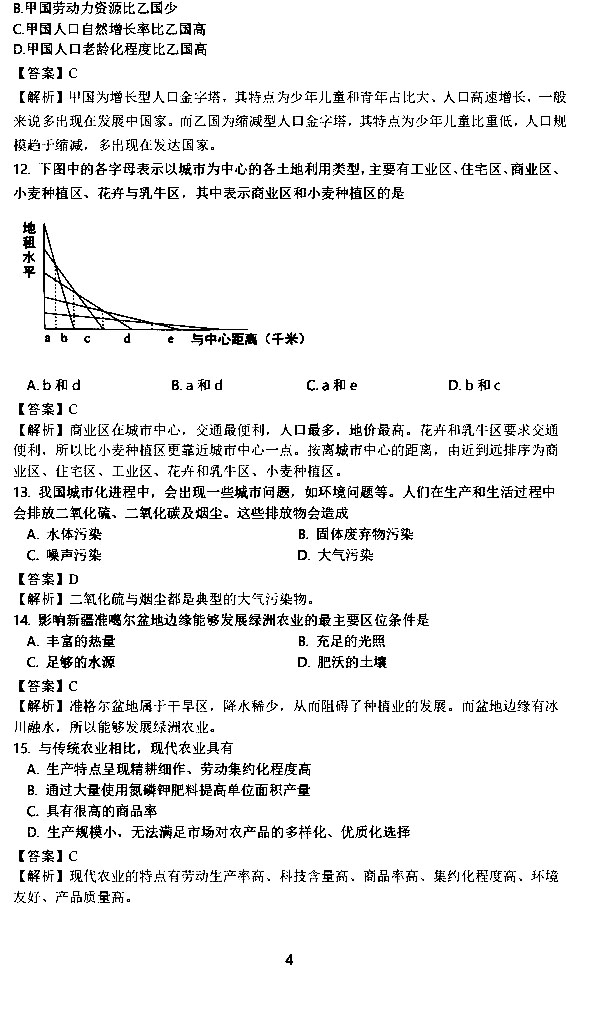 B.甲国劳动力资源比乙国少
C.甲国人口自然增长率比乙国高
D.甲国人口老龄化程度比乙国高
【答案】C
【解析】甲国为增长型人口金字塔，其特点为少年儿童和青年占比大、人口高速增长，一般
来说多出现在发展中国家。而乙国为缩减型人口金字塔，其特点为少年儿童比重低，人口规
模趋于缩减，多出现在发达国家。
12. 下图中的各字母表示以城市为中心的各土地利用类型，主要有工业区、住宅区、商业区、
小麦种植区、花卉与乳牛区，其中表示商业区和小麦种植区的是
地租水平
a b c d e 与中心距离（千米）
A. b 和 d B. a 和 d C. a 和 e D. b 和 c
【答案】C
【解析】商业区在城市中心，交通最便利，人口最多，地价最高。花卉和乳牛区要求交通
便利，所以比小麦种植区更靠近城市中心一点。按离城市中心的距离，由近到远排序为商
业区、住宅区、工业区、花卉和乳牛区、小麦种植区。
13. 我国城市化进程中，会出现一些城市问题，如环境问题等。人们在生产和生活过程中
会排放二氧化硫、二氧化碳及烟尘。这些排放物会造成
A. 水体污染 B. 固体废弃物污染
C. 噪声污染 D. 大气污染
【答案】D
【解析】二氧化硫与烟尘都是典型的大气污染物。
14. 影响新疆准噶尔盆地边缘能够发展绿洲农业的最主要区位条件是
A. 丰富的热量 B. 充足的光照
C. 足够的水源 D. 肥沃的土壤
【答案】C
【解析】准格尔盆地属于干旱区，降水稀少，从而阻碍了种植业的发展。而盆地边缘有冰
川融水，所以能够发展绿洲农业。
15. 与传统农业相比，现代农业具有
A. 生产特点呈现精耕细作、劳动集约化程度高
B. 通过大量使用氮磷钾肥料提高单位面积产量
C. 具有很高的商品率
D. 生产规模小，无法满足市场对农产品的多样化、优质化选择
【答案】C
【解析】现代农业的特点有劳动生产率高、科技含量高、商品率高、集约化程度高、环境
友好、产品质量高。
4